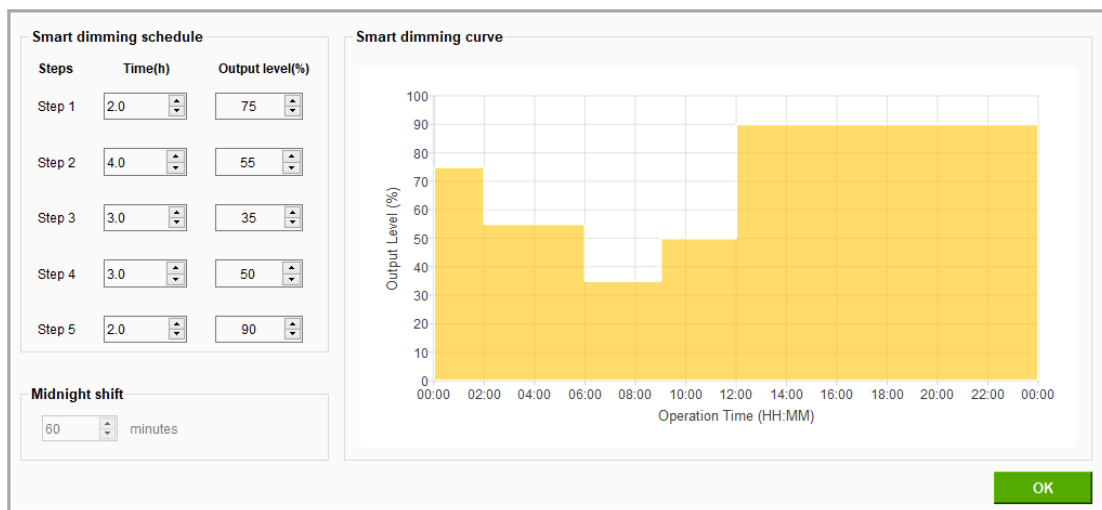 Smart dimming schedule
Steps Time(h) Output level(%)
Step 1 2.0 75
Step 2 4.0 55
Step 3 3.0 35
Step 4 3.0 50
Step 5 2.0 90
Midnight shift
60 minutes
Smart dimming curve
Output Level (%)
100
90
80
70
60
50
40
30
20
10
0
00:00 02:00 04:00 06:00 08:00 10:00 12:00 14:00 16:00 18:00 20:00 22:00 00:00
Operation Time (HH:MM)
OK